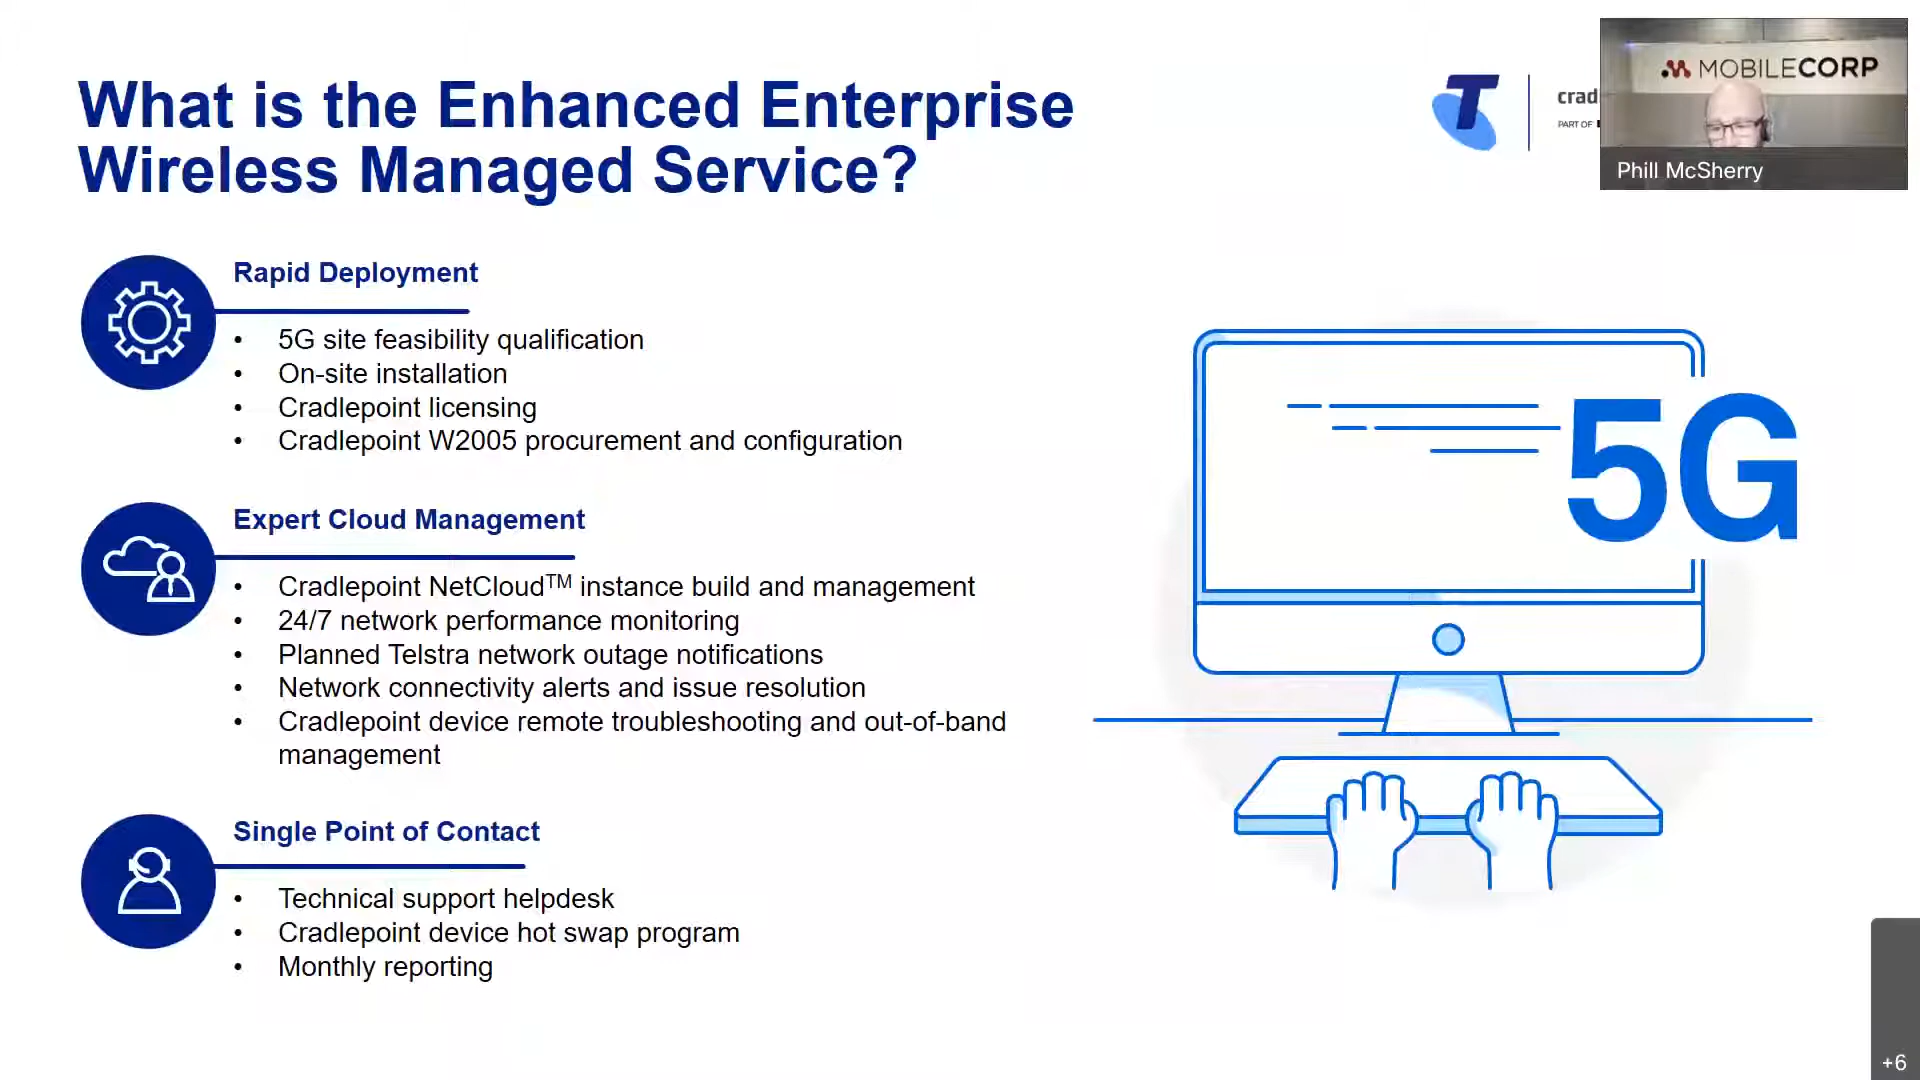 What is the Enhanced Enterprise
Wireless Managed Service?
T
crad
PART OF
MOBILECORP
Phill McSherry
Rapid Deployment
• 5G site feasibility qualification
• On-site installation
• Cradlepoint licensing
• Cradlepoint W2005 procurement and configuration
Expert Cloud Management
• Cradlepoint NetCloudTM instance build and management
• 24/7 network performance monitoring
• Planned Telstra network outage notifications
• Network connectivity alerts and issue resolution
• Cradlepoint device remote troubleshooting and out-of-band
management
Single Point of Contact
• Technical support helpdesk
• Cradlepoint device hot swap program
• Monthly reporting
5G
+6